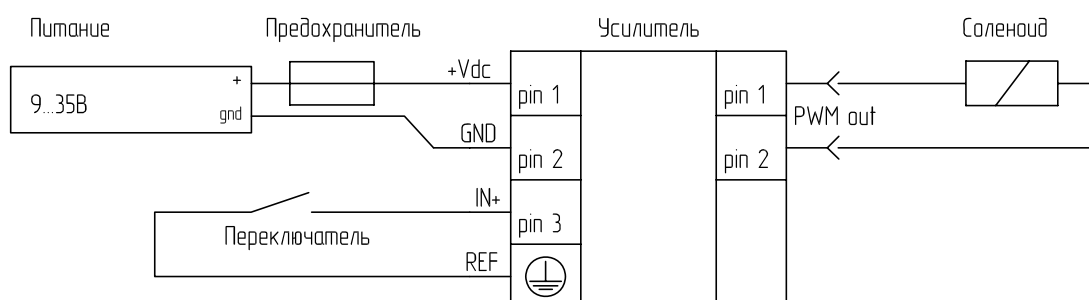 Питание
Предохранитель
Усилитель
Соленоид
+Vdc
+
9...35В
gnd
pin 1
pin 1
PWM out
GND
pin 2
pin 2
IN+
pin 3
Переключатель
REF